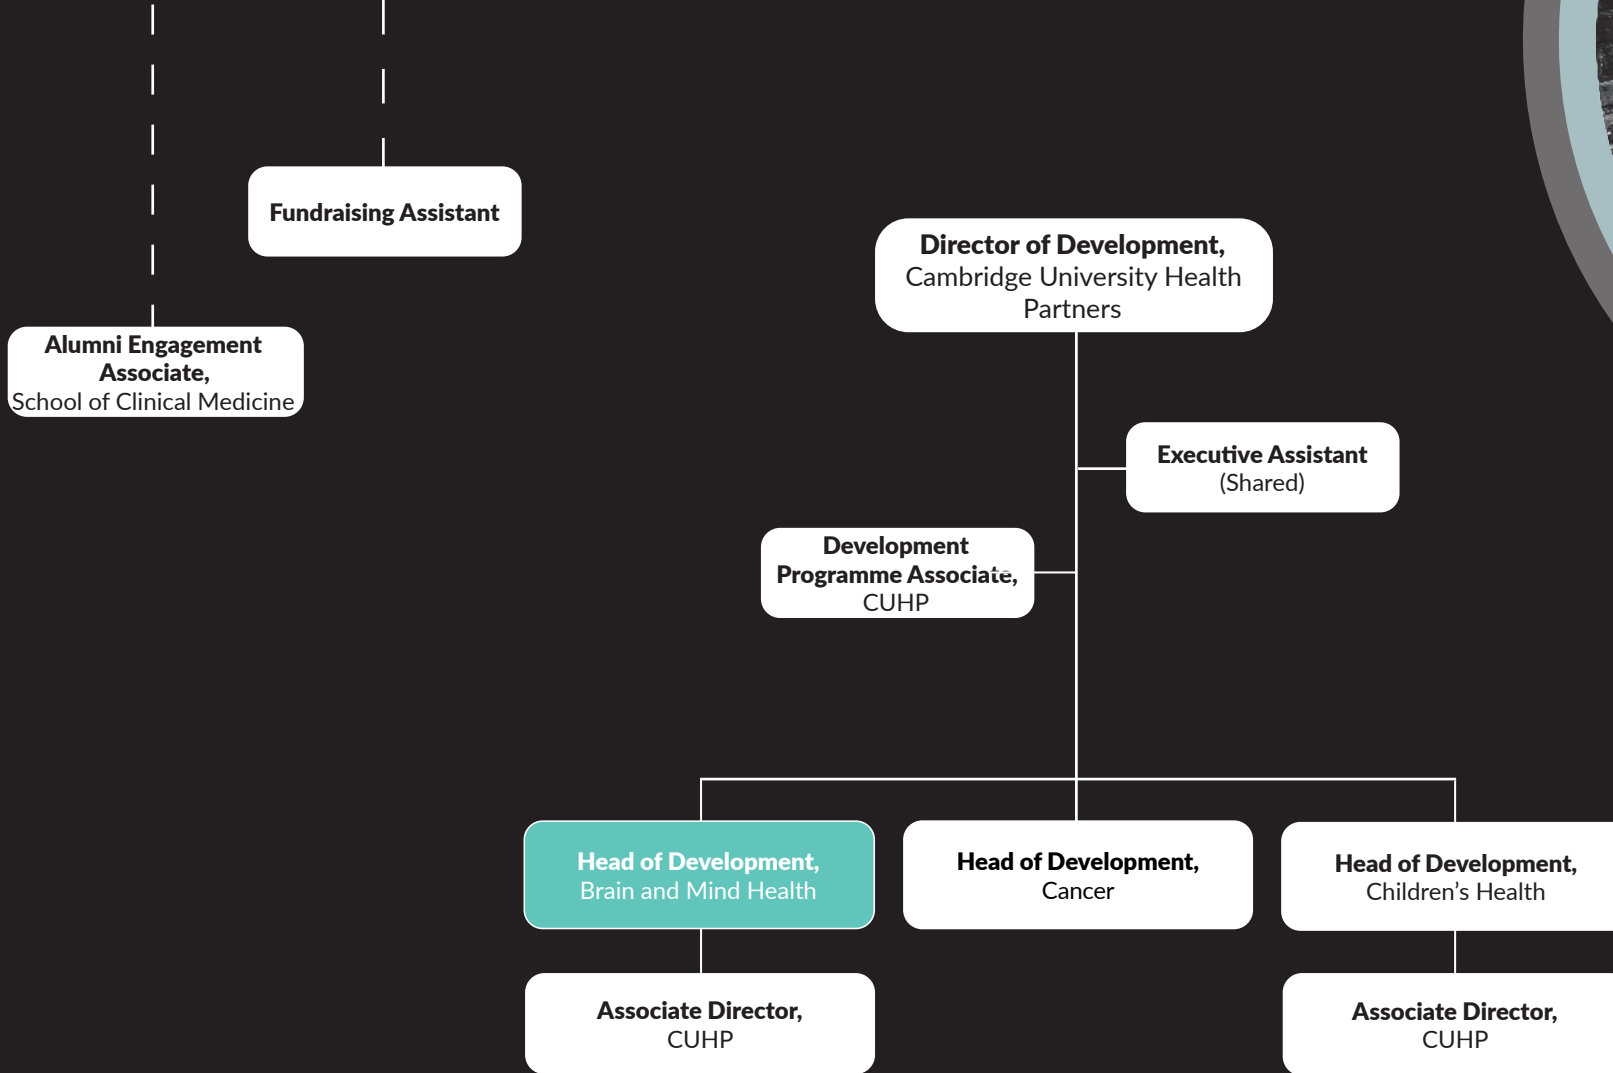 Fundraising Assistant
Director of Development,
Cambridge University Health
Partners
Alumni Engagement
Associate,
School of Clinical Medicine
Executive Assistant
(Shared)
Development
Programme Associate,
CUHP
Head of Development,
Brain and Mind Health
Head of Development,
Cancer
Head of Development,
Children’s Health
Associate Director,
CUHP
Associate Director,
CUHP